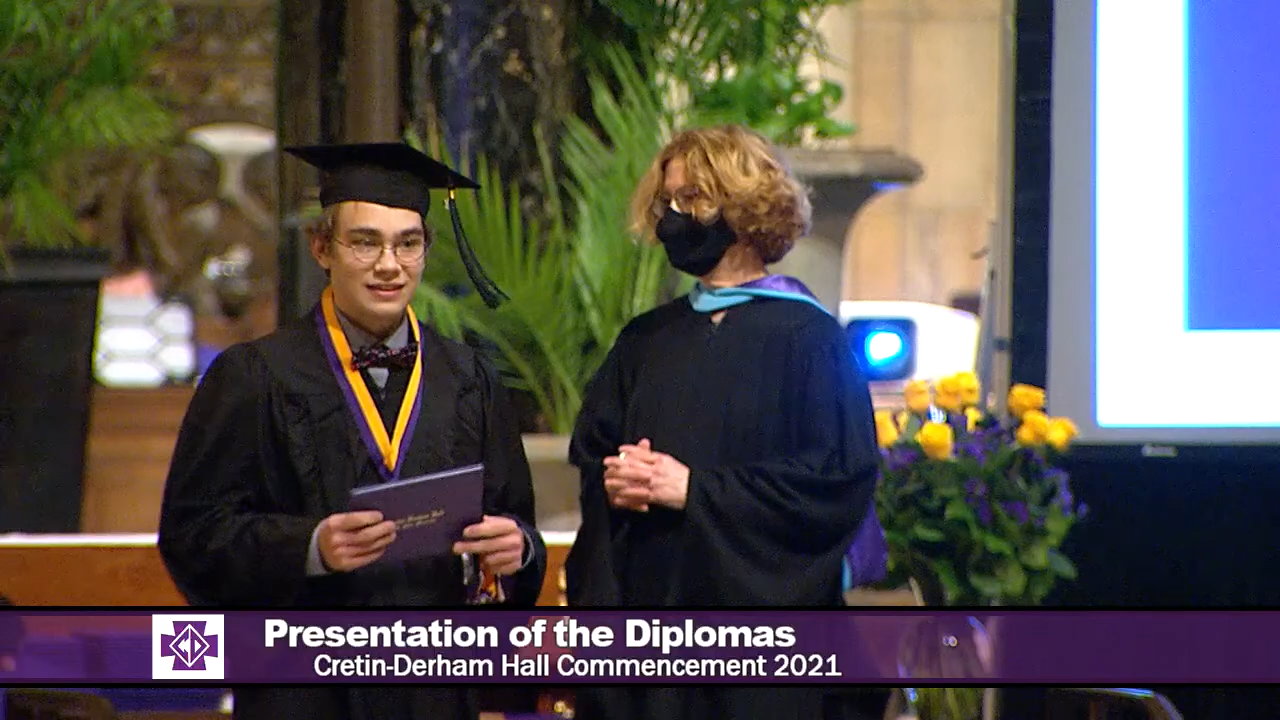 Presentation of the Diplomas
Cretin-Derham Hall Commencement 2021